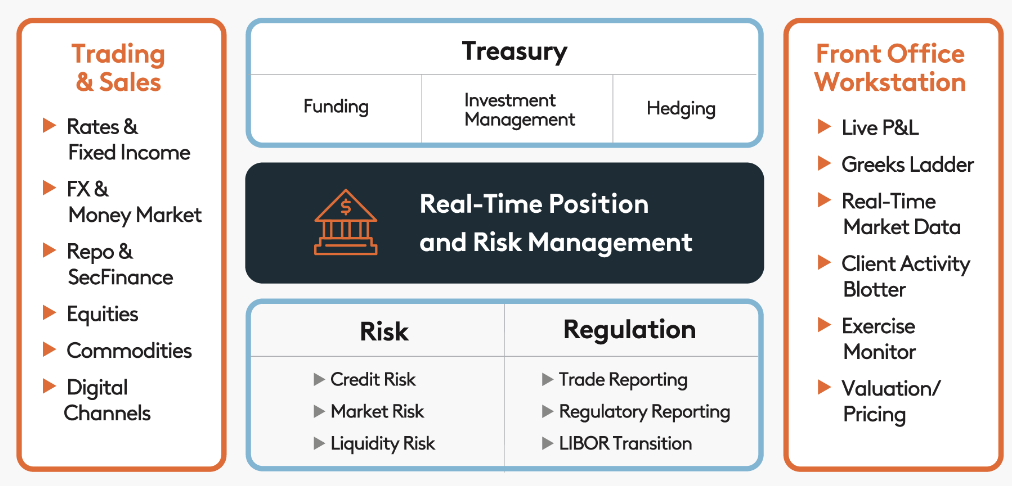 Trading
& Sales
Rates &
Fixed Income
FX &
Money Market
Repo &
SecFinance
Equities
Commodities
Digital
Channels
Treasury
Funding
Investment
Management
Hedging
$
Real-Time Position
and Risk Management
Risk
Credit Risk
Market Risk
Liquidity Risk
Regulation
Trade Reporting
Regulatory Reporting
LIBOR Transition
Front Office
Workstation
Live P&L
Greeks Ladder
Real-Time
Market Data
Client Activity
Blotter
Exercise
Monitor
Valuation/
Pricing